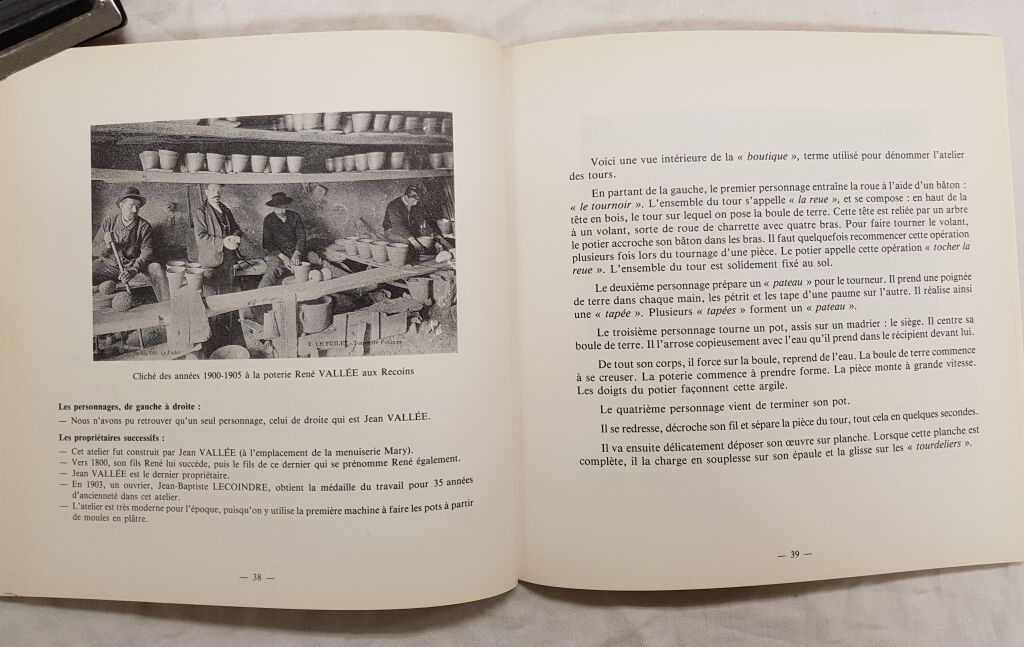 2 LE FUILET - Tours de Potiers
Cliché des années 1900-1905 à la poterie René VALLÉE aux Recoins
Les personnages, de gauche à droite :
— Nous n'avons pu retrouver qu'un seul personnage, celui de droite qui est Jean VALLÉE.
Les propriétaires successifs :
— Cet atelier fut construit par Jean VALLÉE (à l'emplacement de la menuiserie Mary).
— Vers 1800, son fils René lui succède, puis le fils de ce dernier qui se prénomme René également.
— Jean VALLÉE est le dernier propriétaire.
— En 1903, un ouvrier, Jean-Baptiste LECOINDRE, obtient la médaille du travail pour 35 années
d'ancienneté dans cet atelier.
— L'atelier est très moderne pour l'époque, puisqu'on y utilise la première machine à faire les pots à partir
de moules en plâtre.
— 38 —
Voici une vue intérieure de la « boutique », terme utilisé pour dénommer l'atelier
des tours.
En partant de la gauche, le premier personnage entraîne la roue à l'aide d'un bâton :
« le tournoir ». L'ensemble du tour s'appelle « la reue », et se compose : en haut de la
tête en bois, le tour sur lequel on pose la boule de terre. Cette tête est reliée par un arbre
à un volant, sorte de roue de charrette avec quatre bras. Pour faire tourner le volant,
le potier accroche son bâton dans les bras. Il faut quelquefois recommencer cette opération
plusieurs fois lors du tournage d'une pièce. Le potier appelle cette opération « tocher la
reue ». L'ensemble du tour est solidement fixé au sol.
Le deuxième personnage prépare un « pateau » pour le tourneur. Il prend une poignée
de terre dans chaque main, les pétrit et les tape d'une paume sur l'autre. Il réalise ainsi
une « tapée ». Plusieurs « tapées » forment un « pateau ».
Le troisième personnage tourne un pot, assis sur un madrier : le siège. Il centre sa
boule de terre. Il l'arrose copieusement avec l'eau qu'il prend dans le récipient devant lui.
De tout son corps, il force sur la boule, reprend de l'eau. La boule de terre commence
à se creuser. La poterie commence à prendre forme. La pièce monte à grande vitesse.
Les doigts du potier façonnent cette argile.
Le quatrième personnage vient de terminer son pot.
Il se redresse, décroche son fil et sépare la pièce du tour, tout cela en quelques secondes.
Il va ensuite délicatement déposer son œuvre sur planche. Lorsque cette planche est
complète, il la charge en souplesse sur son épaule et la glisse sur les « tourdeliers ».
— 39 —